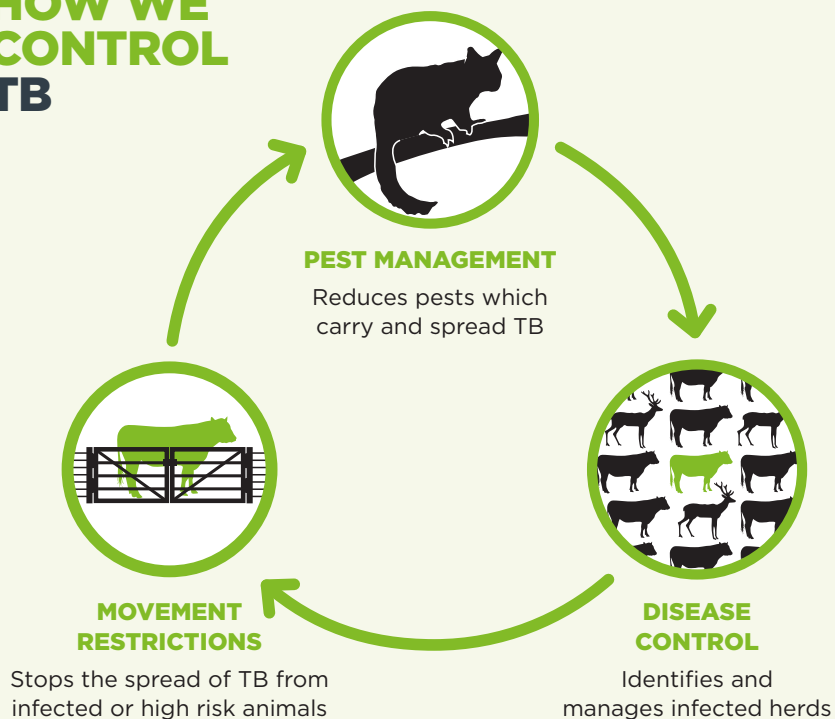 HOW WE
CONTROL
TB
PEST MANAGEMENT
Reduces pests which
carry and spread TB
MOVEMENT
RESTRICTIONS
Stops the spread of TB from
infected or high risk animals
DISEASE
CONTROL
Identifies and
manages infected herds